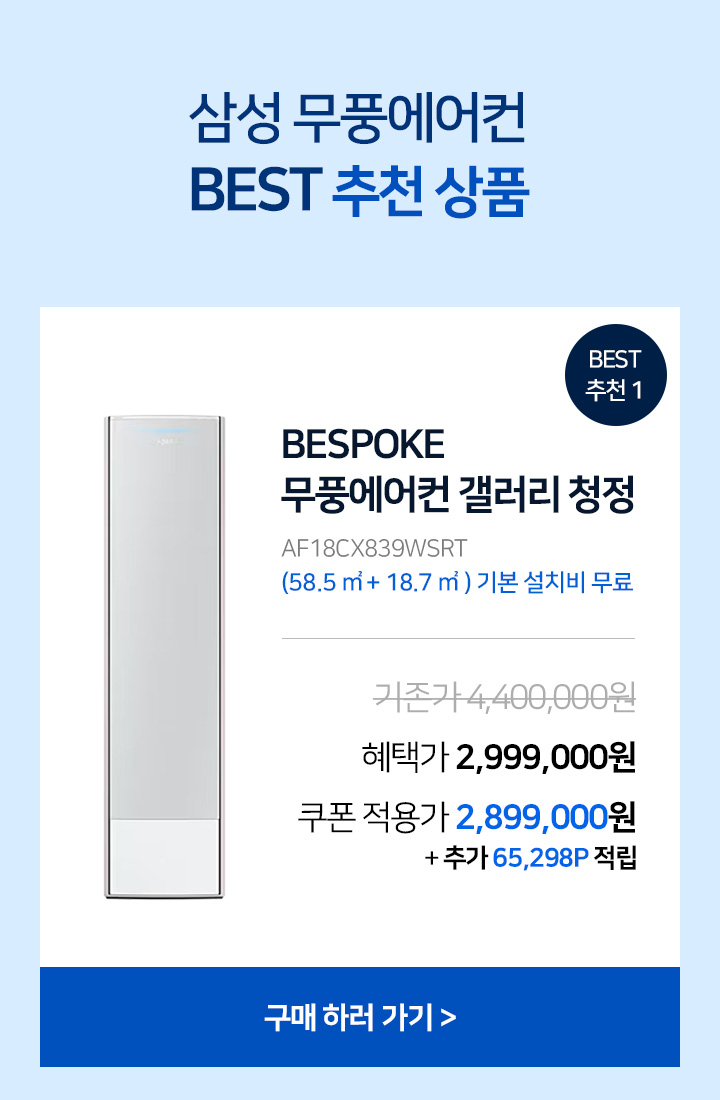 삼성 무풍에어컨
BEST 추천 상품
BEST
추천 1
BESPOKE
무풍에어컨 갤러리 청정
AF18CX839WSRT
(58.5 ㎡ + 18.7 ㎡ ) 기본 설치비 무료
기존가 4,400,000원
혜택가 2,999,000원
쿠폰 적용가 2,899,000원
+ 추가 65,298P 적립
구매 하러 가기 >